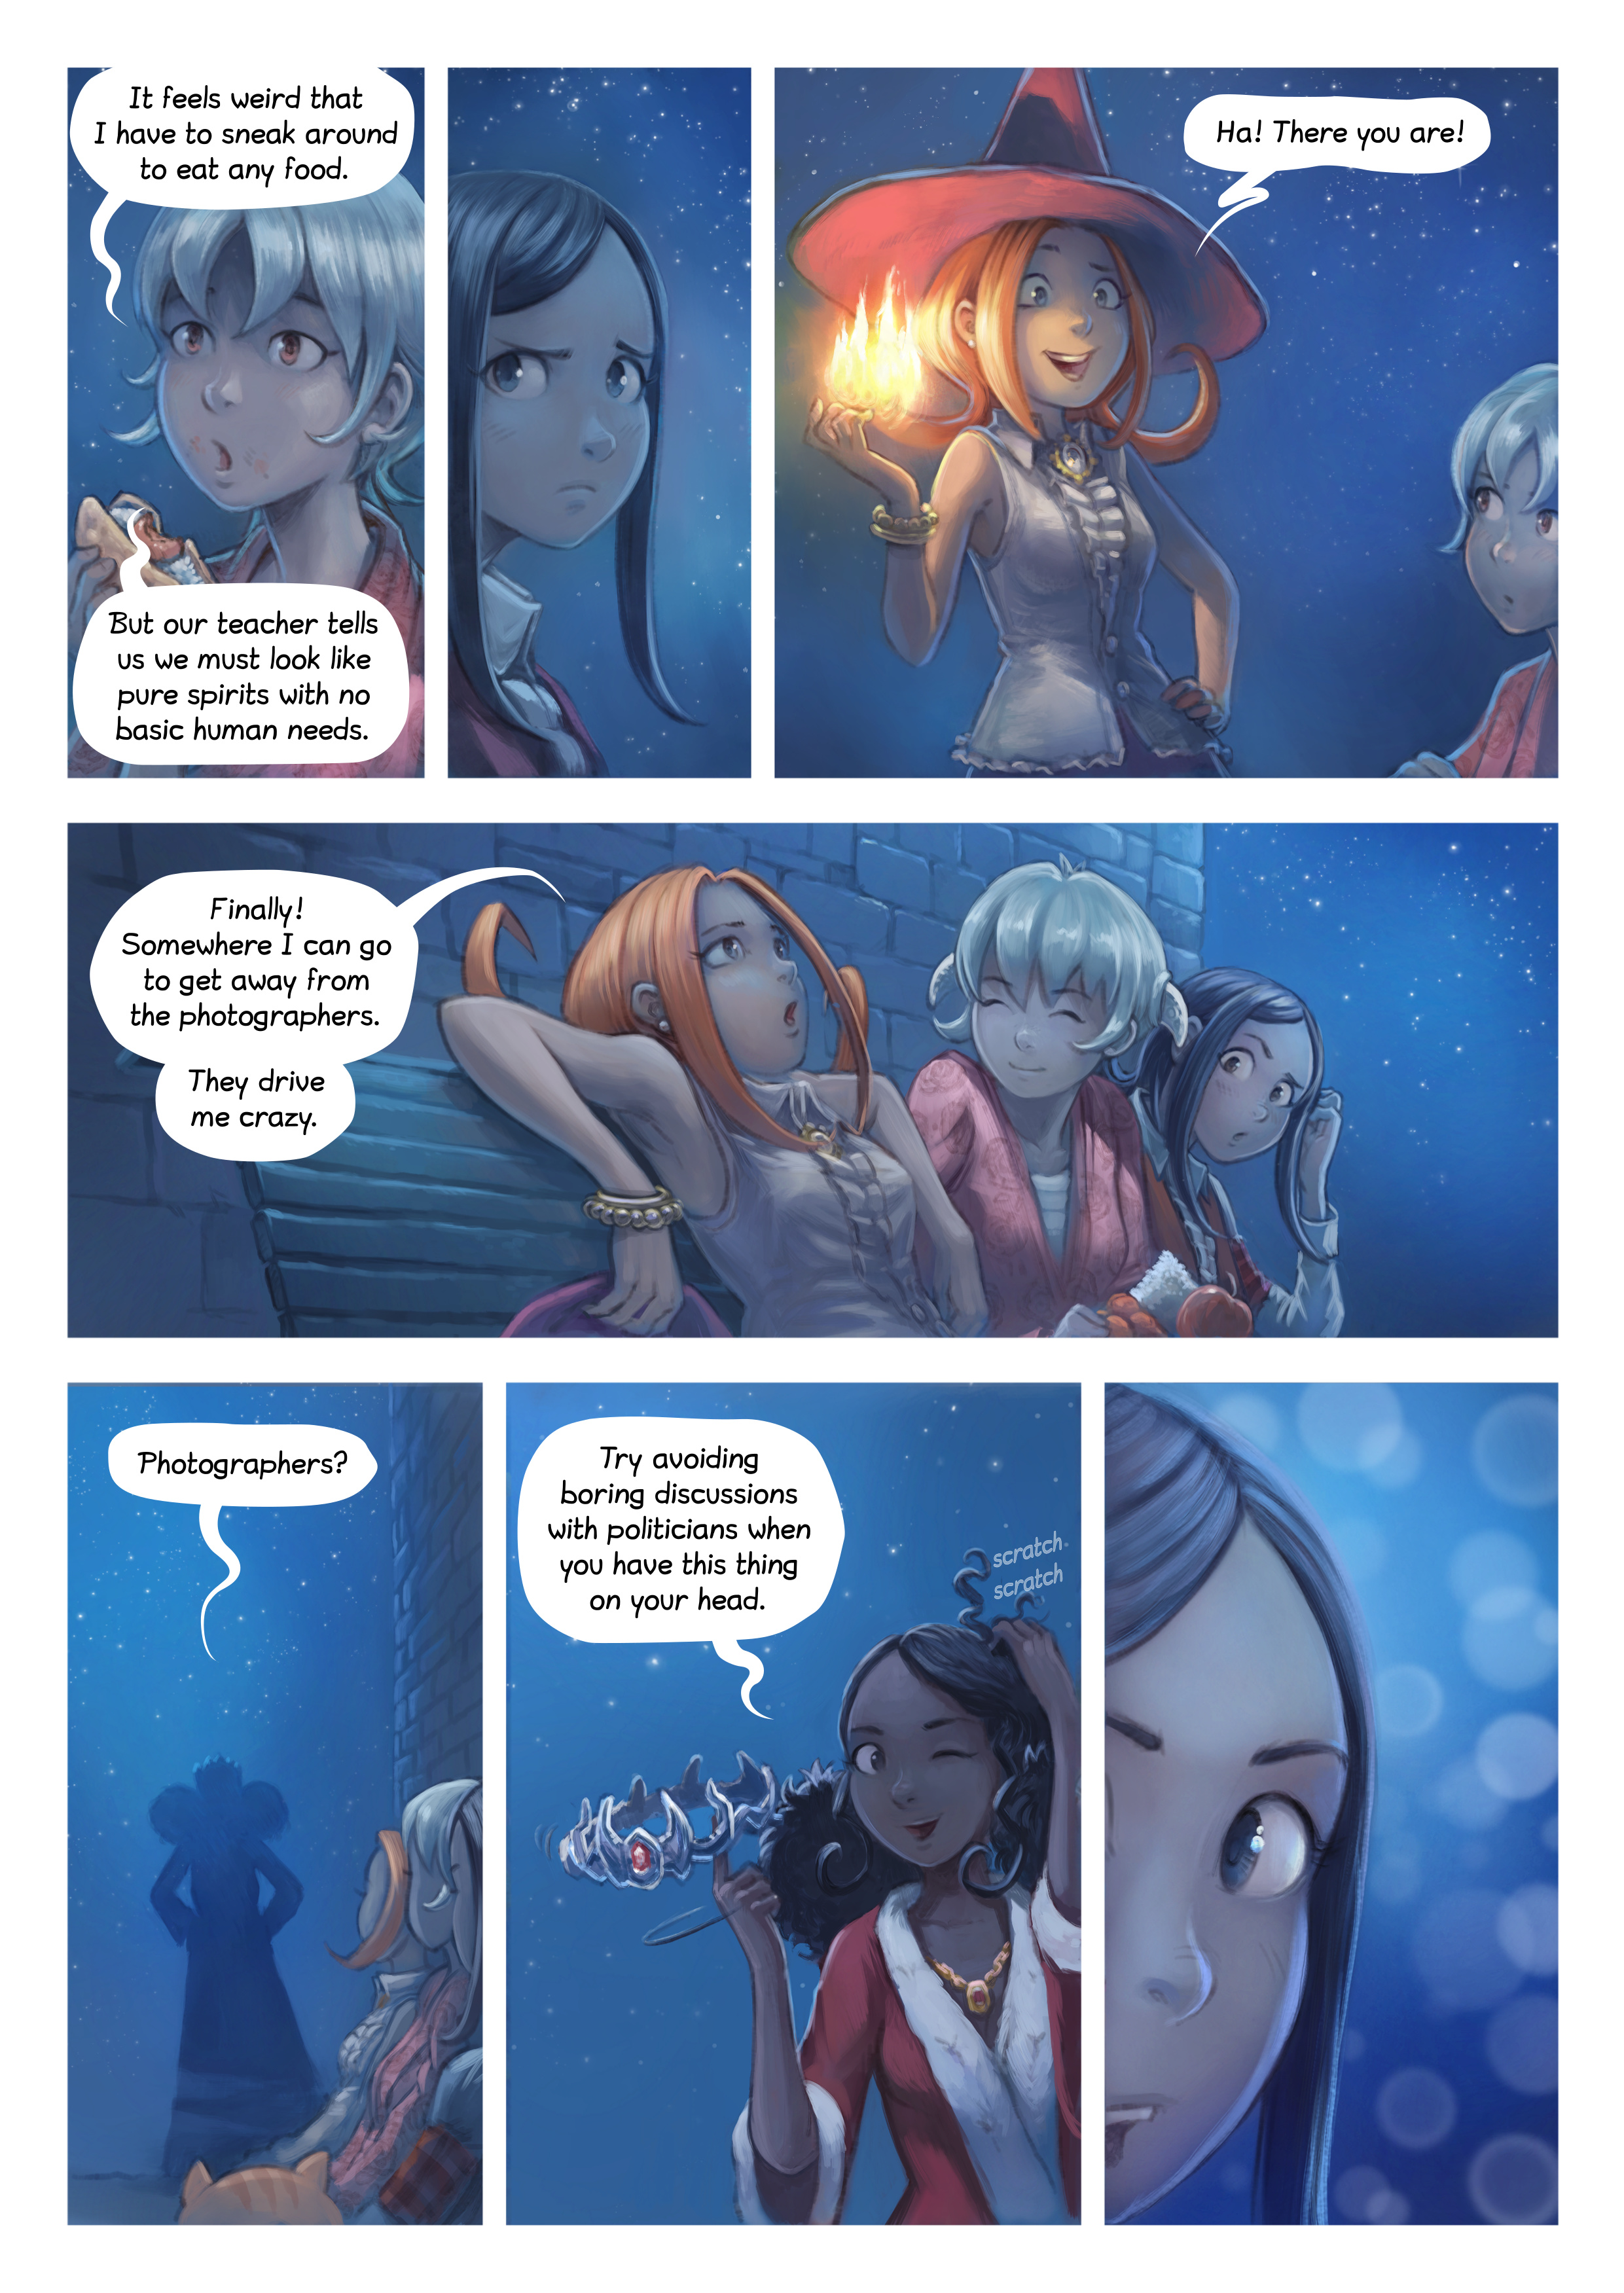 It feels weird that
I have to sneak around
to eat any food.
But our teacher tells
us we must look like
pure spirits with no
basic human needs.
Ha! There you are!
Finally!
Somewhere I can go
to get away from
the photographers.
They drive
me crazy.
Photographers?
Try avoiding
boring discussions
with politicians when
you have this thing
on your head.
scratch
scratch